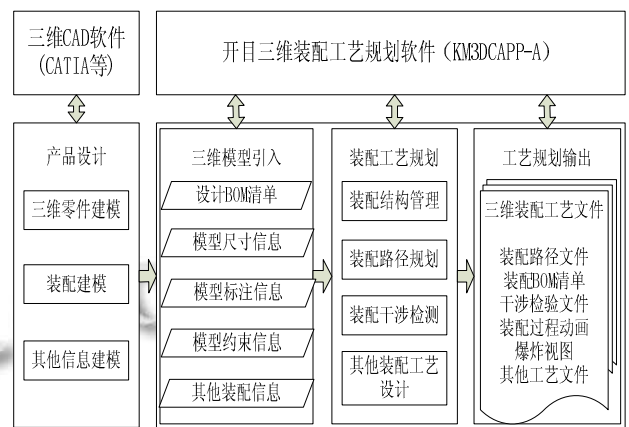 三维CAD软件
(CATIA等)
开目三维装配工艺规划软件（KM3DCAPP-A）
产品设计
三维零件建模
装配建模
其他信息建模
三维模型引入
设计BOM清单
模型尺寸信息
模型标注信息
模型约束信息
其他装配信息
装配工艺规划
装配结构管理
装配路径规划
装配干涉检测
其他装配工艺
设计
工艺规划输出
三维装配工艺文件
装配路径文件
装配BOM清单
干涉检验文件
装配过程动画
爆炸视图
其他工艺文件